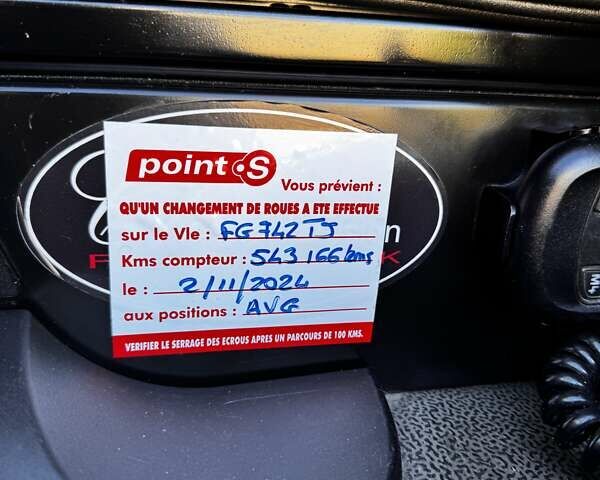 point S
Vous prévient :
QU'UN CHANGEMENT DE ROUES A ETE EFFECTUE
sur le Vle : FG742TJ
Kms compteur : 543 166 kms
le : 2/11/2024
aux positions : AVG
VERIFIER LE SERRAGE DES ECROUS APRES UN PARCOURS DE 100 KMS.